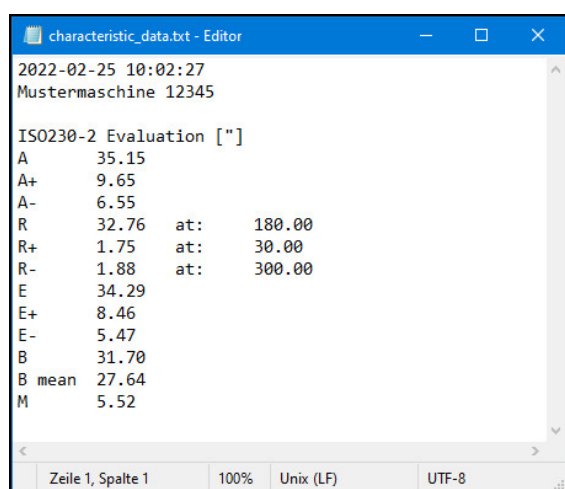 characteristic_data.txt - Editor
2022-02-25 10:02:27
Mustermaschine 12345
ISO230-2 Evaluation ["]
A 35.15
A+ 9.65
A- 6.55
R 32.76 at: 180.00
R+ 1.75 at: 30.00
R- 1.88 at: 300.00
E 34.29
E+ 8.46
E- 5.47
B 31.70
B mean 27.64
M 5.52
Zeile 1, Spalte 1 100% Unix (LF) UTF-8